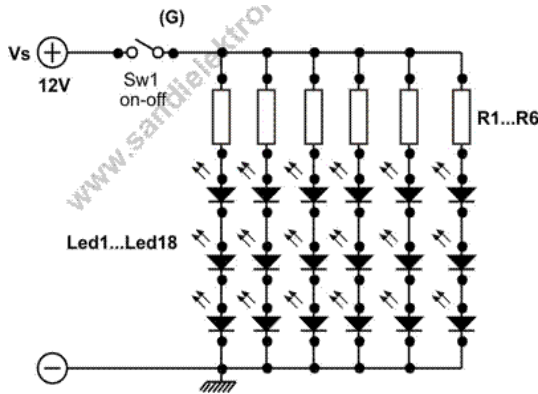 (G)
Vs
12V
Sw1
on-off
R1...R6
Led1...Led18
www.sandielektro